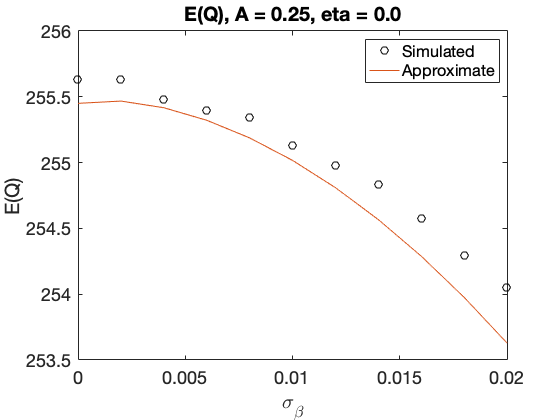 E(Q), A = 0.25, eta = 0.0
256
255.5
255
254.5
254
253.5
E(Q)
Simulated
Approximate
0
0.005
0.01
0.015
0.02
σ_β